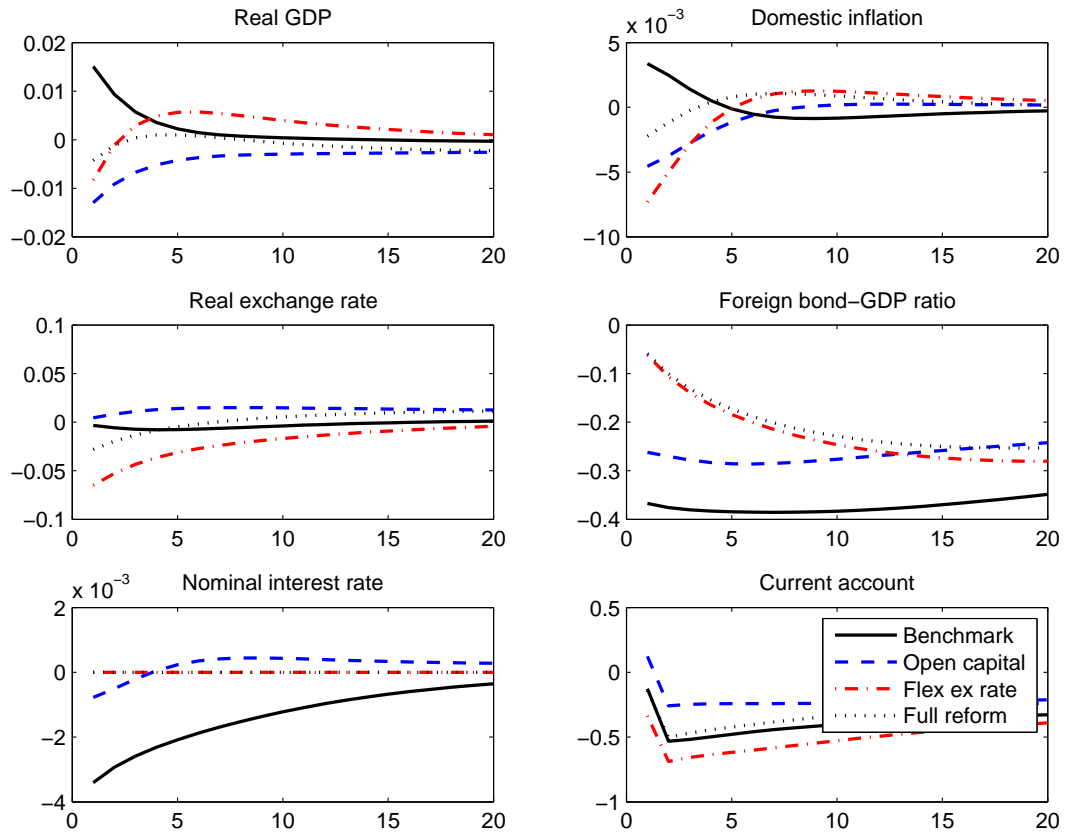 Real GDP
0.02
0.01
0
−0.01
−0.02
0 5 10 15 20
Domestic inflation
x 10−3
5
0
−5
−10
0 5 10 15 20
Real exchange rate
0.1
0.05
0
−0.05
−0.1
0 5 10 15 20
Foreign bond−GDP ratio
0
−0.1
−0.2
−0.3
−0.4
0 5 10 15 20
Nominal interest rate
x 10−3
2
0
−2
−4
0 5 10 15 20
Current account
0.5
0
−0.5
−1
0 5 10 15 20
Benchmark
Open capital
Flex ex rate
Full reform